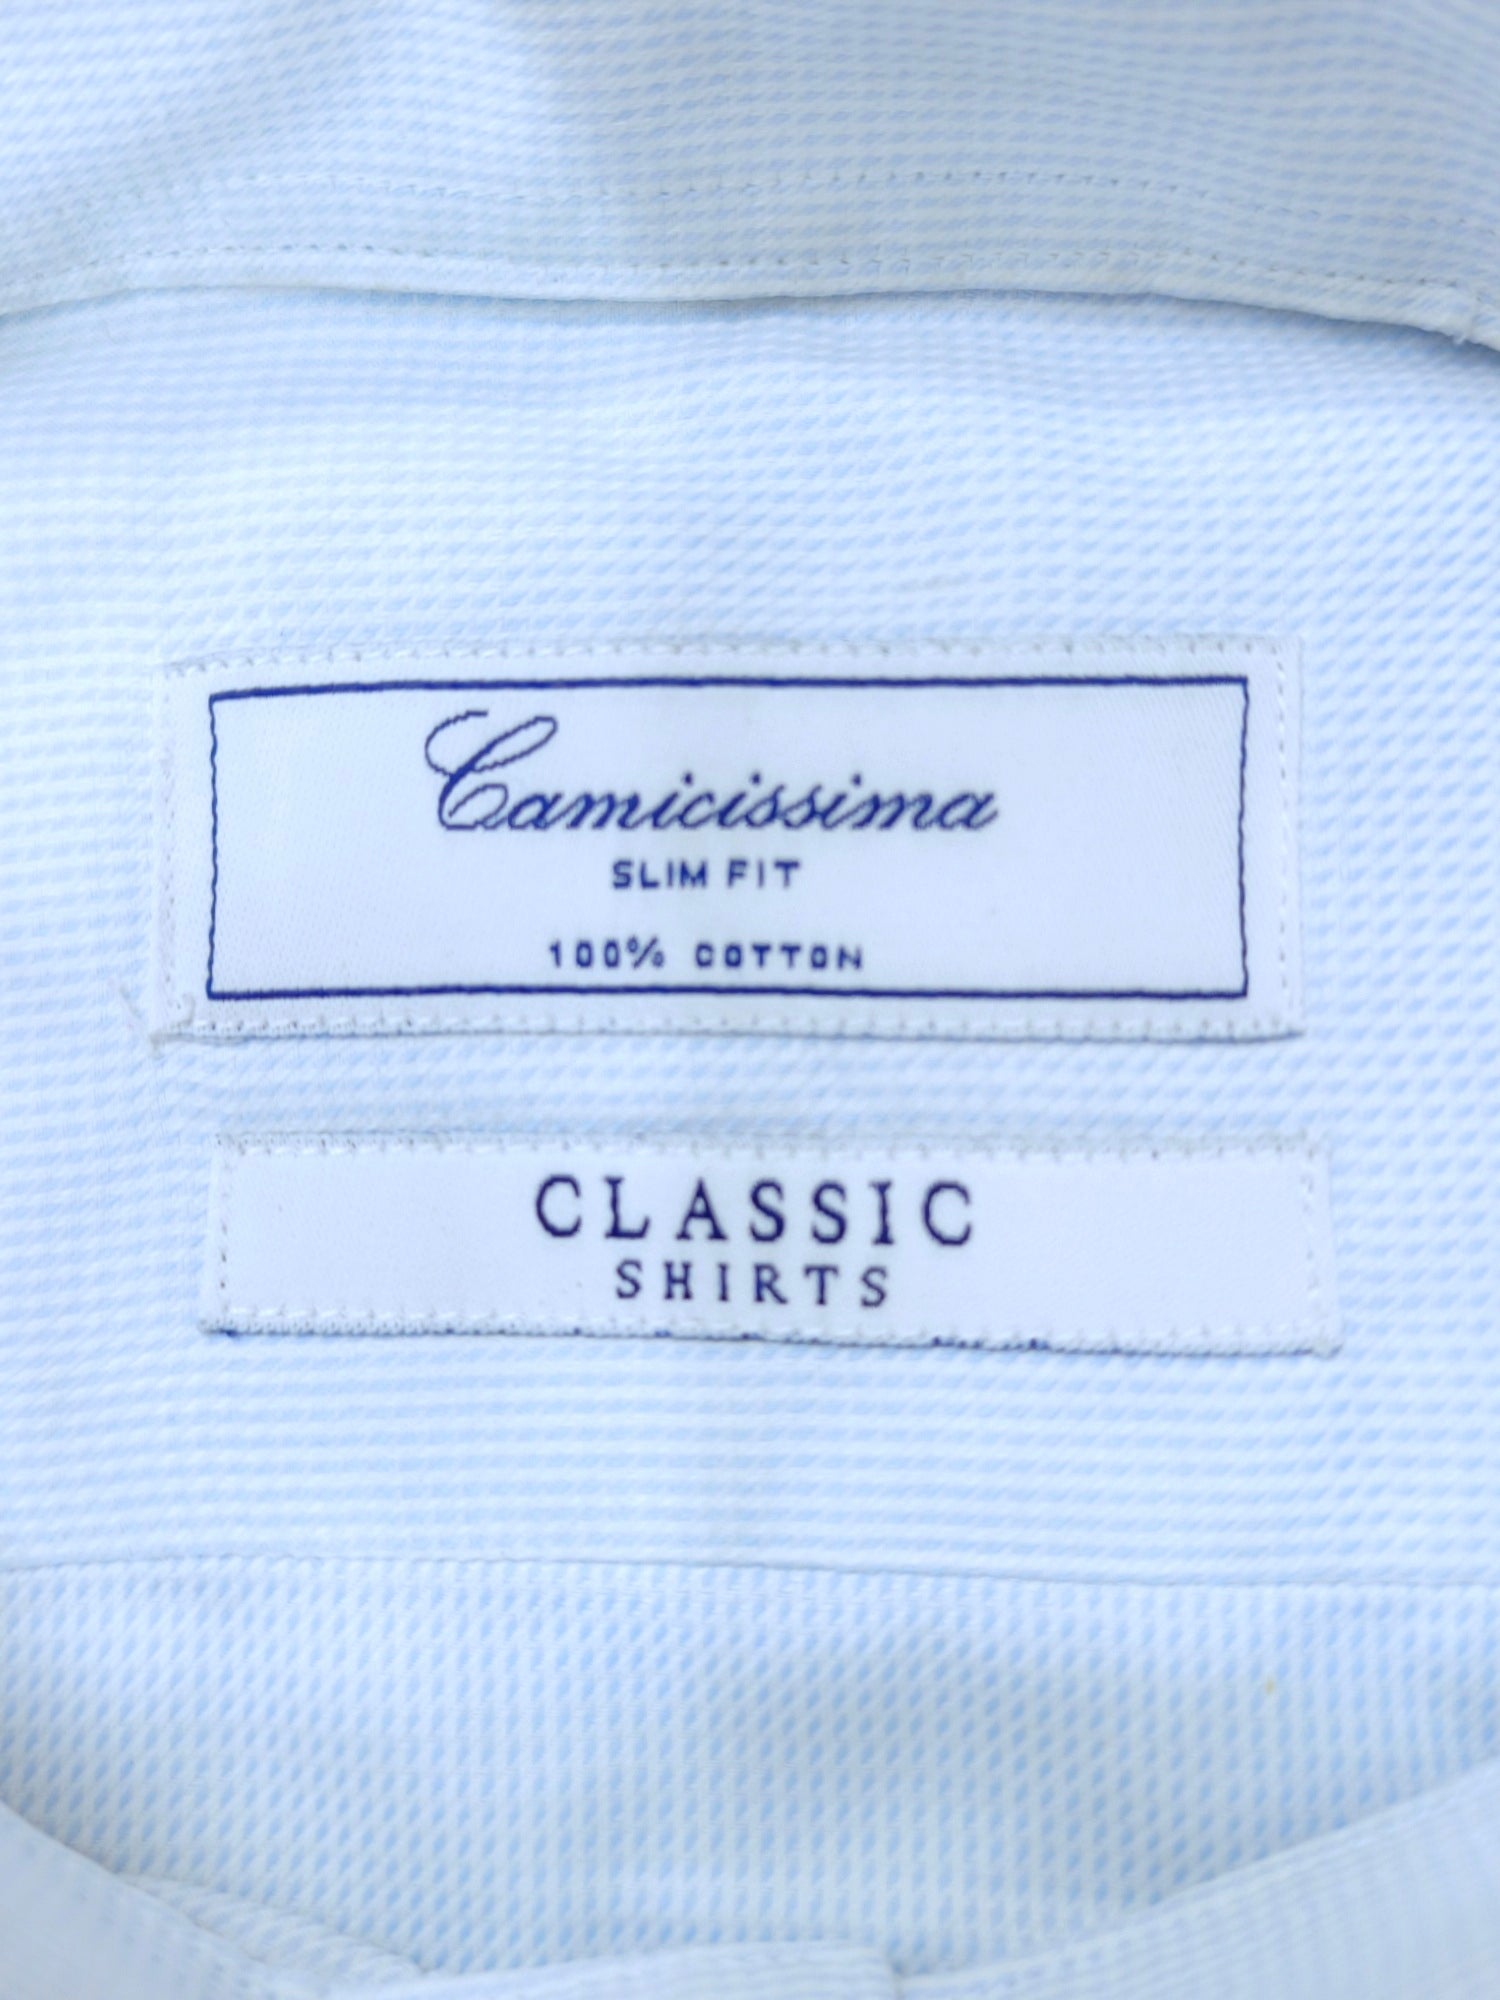 Camicissima
SLIM FIT
100% COTTON
CLASSIC
SHIRTS